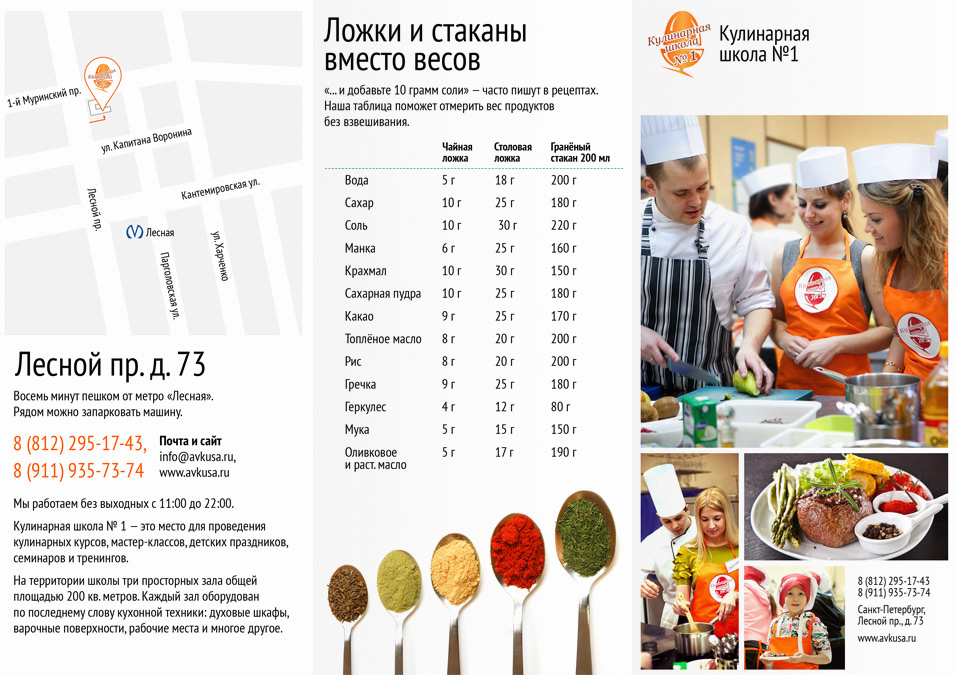 Кулинарная
школа
№ 1
1-й Муринский пр.
ул. Капитана Воронина
Кантемировская ул.
Лесной пр.
Лесная
ул. Харченко
Парголовская ул.
Лесной пр. д. 73
Восемь минут пешком от метро «Лесная».
Рядом можно запарковать машину.
8 (812) 295-17-43,
8 (911) 935-73-74
Почта и сайт
info@avkusa.ru,
www.avkusa.ru
Мы работаем без выходных с 11:00 до 22:00.
Кулинарная школа № 1 — это место для проведения
кулинарных курсов, мастер-классов, детских праздников,
семинаров и тренингов.
На территории школы три просторных зала общей
площадью 200 кв. метров. Каждый зал оборудован
по последнему слову кухонной техники: духовые шкафы,
варочные поверхности, рабочие места и многое другое.
Ложки и стаканы
вместо весов
«... и добавьте 10 грамм соли» — часто пишут в рецептах.
Наша таблица поможет отмерить вес продуктов
без взвешивания.
Чайная ложка Столовая ложка Гранёный стакан 200 мл
Вода 5 г 18 г 200 г
Сахар 10 г 25 г 180 г
Соль 10 г 30 г 220 г
Манка 6 г 25 г 160 г
Крахмал 10 г 30 г 150 г
Сахарная пудра 10 г 25 г 180 г
Какао 9 г 25 г 170 г
Топлёное масло 8 г 20 г 200 г
Рис 8 г 20 г 200 г
Гречка 9 г 25 г 180 г
Геркулес 4 г 12 г 80 г
Мука 5 г 15 г 150 г
Оливковое 5 г 17 г 190 г
и раст. масло
Кулинарная
школа
№ 1
Кулинарная
школа №1
Кулинарная
школа
Кулинарная
8 (812) 295-17-43
8 (911) 935-73-74
Санкт-Петербург,
Лесной пр., д. 73
www.avkusa.ru